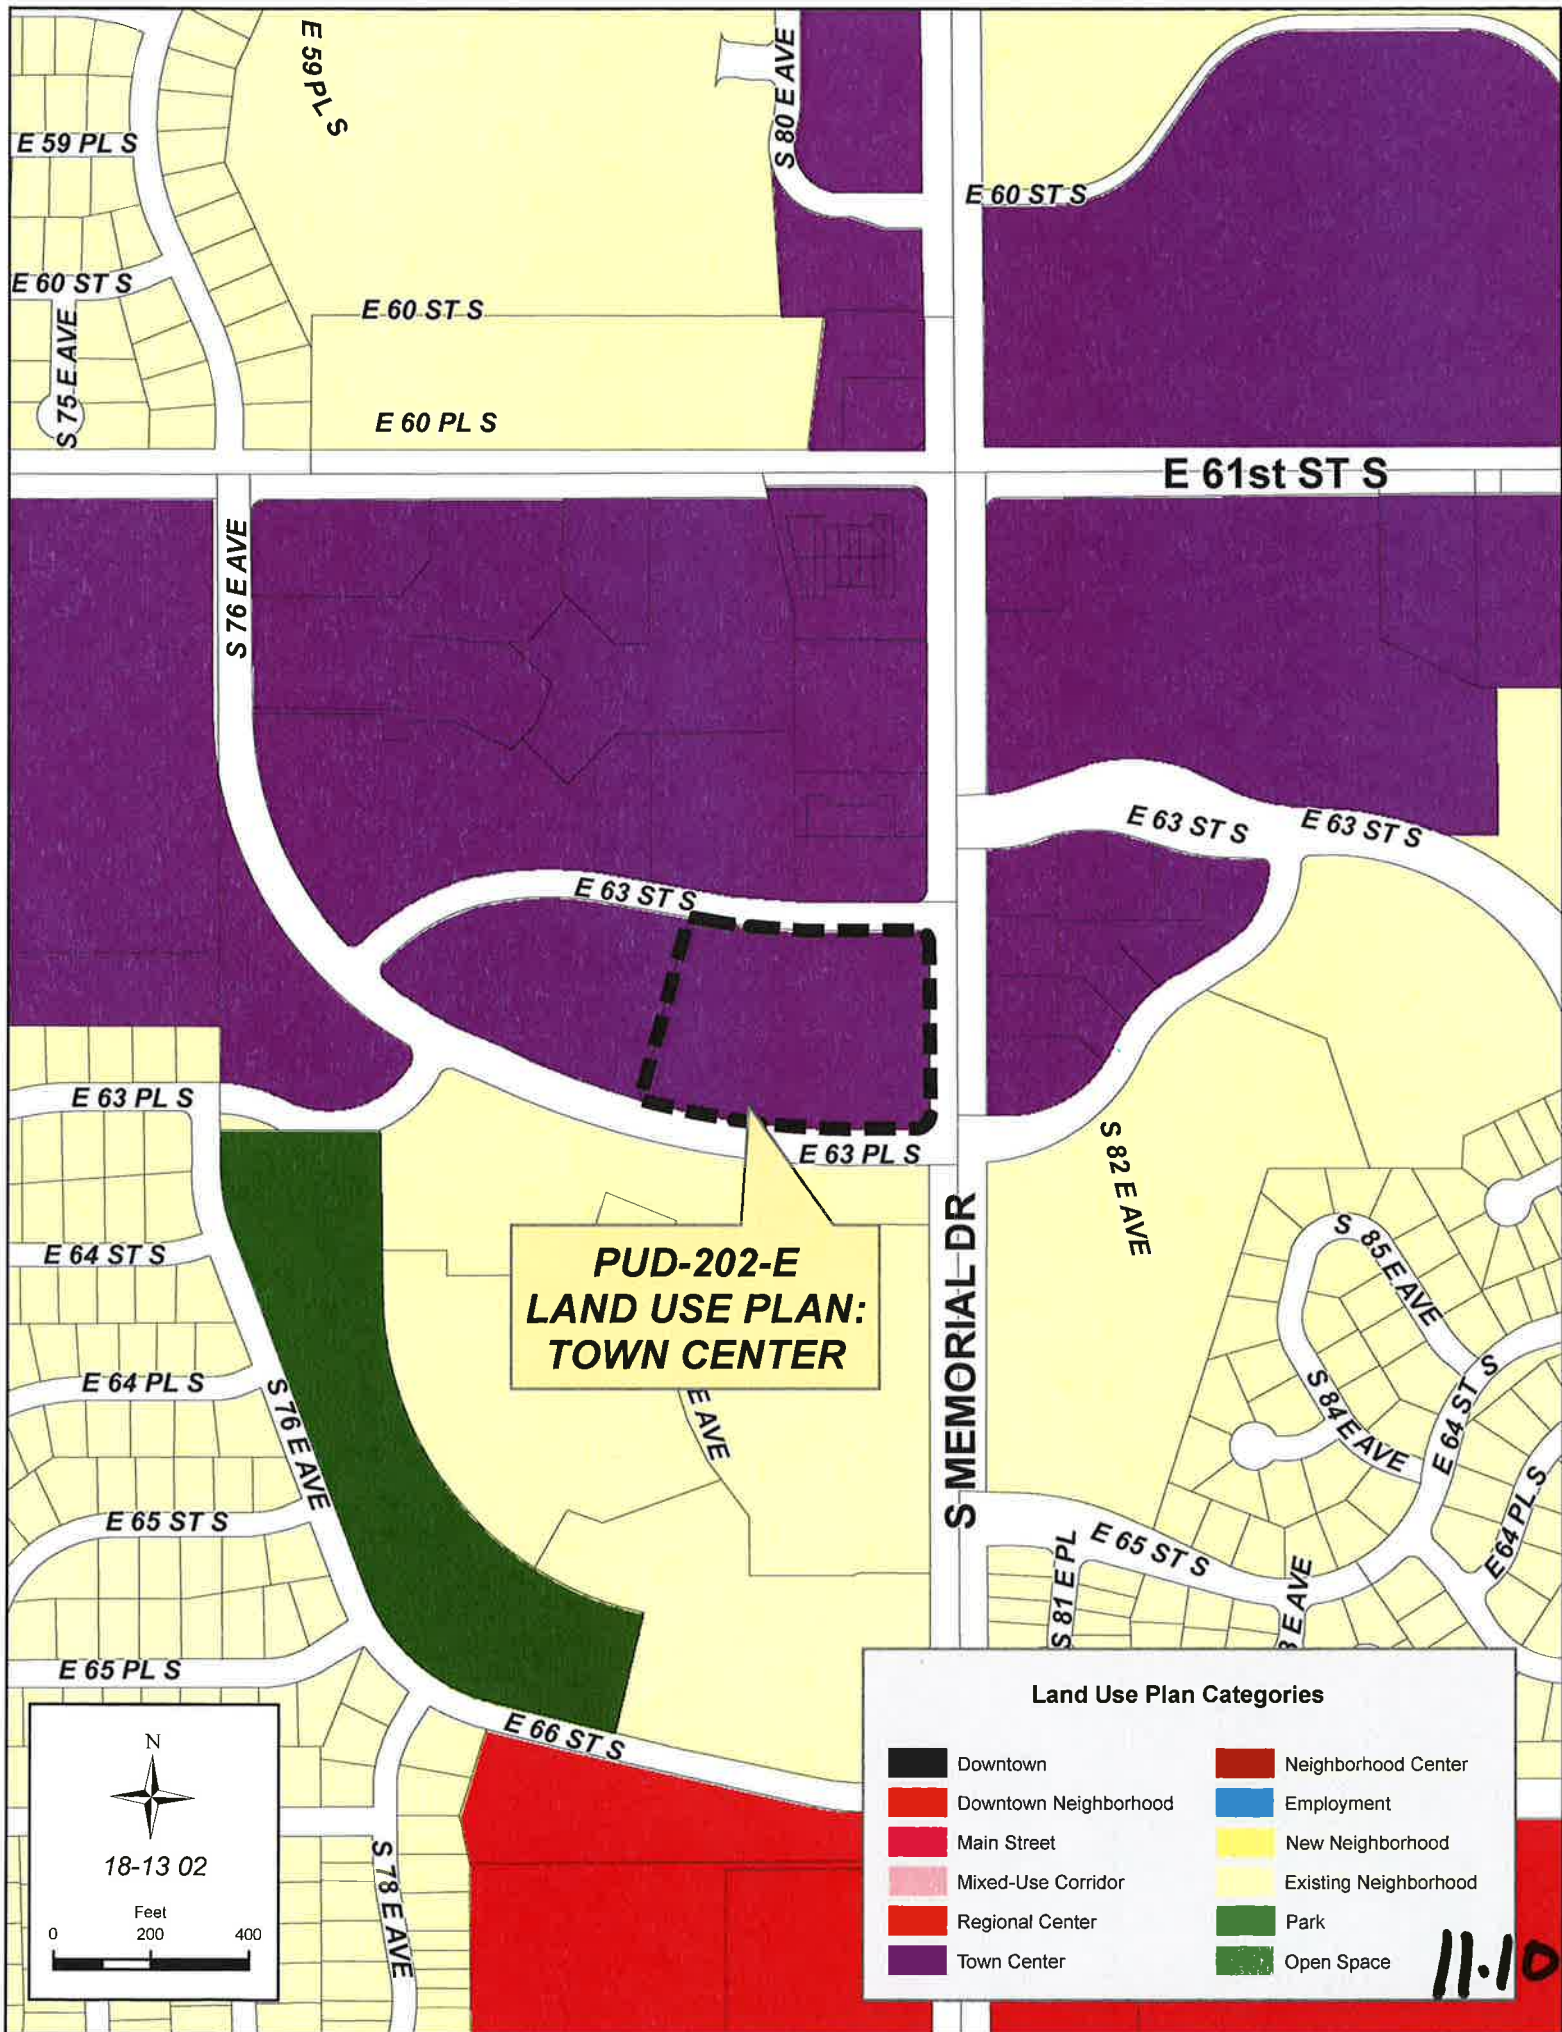 E 59 PL S
S 80 E AVE
E 59 PL S
E 60 ST S
E 60 ST S
E 60 ST S
S 75 E AVE
E 60 PL S
E 61st ST S
S 76 E AVE
E 63 ST S
E 63 ST S
E 63 ST S
E 63 PL S
E 63 PL S
S 82 E AVE
E 64 ST S
PUD-202-E
LAND USE PLAN:
TOWN CENTER
S MEMORIAL DR
S 85 E AVE
E 64 PL S
S 76 E AVE
E AVE
S 84 E AVE
E 64 ST S
E 64 PL S
E 65 ST S
E 65 ST S
S 81 E PL
E AVE
E 65 PL S
E 66 ST S
S 78 E AVE
N
18-13 02
Feet
0 200 400
Land Use Plan Categories
Downtown
Downtown Neighborhood
Main Street
Mixed-Use Corridor
Regional Center
Town Center
Neighborhood Center
Employment
New Neighborhood
Existing Neighborhood
Park
Open Space
11.10